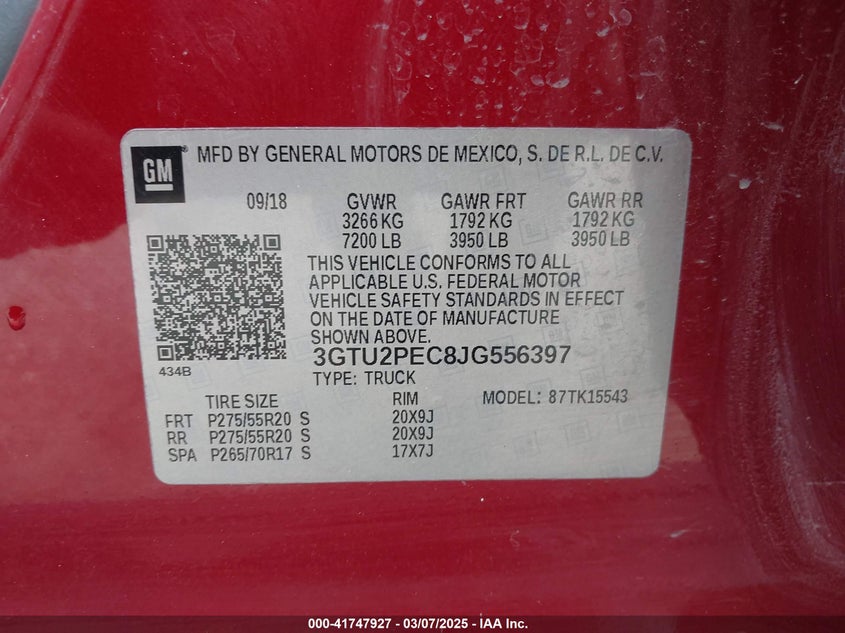 GM ® MFD BY GENERAL MOTORS DE MEXICO, S. DE R.L. DE C.V.
09/18 GVWR GAWR FRT GAWR RR
3266 KG 1792 KG 1792 KG
7200 LB 3950 LB 3950 LB
THIS VEHICLE CONFORMS TO ALL
APPLICABLE U.S. FEDERAL MOTOR
VEHICLE SAFETY STANDARDS IN EFFECT
ON THE DATE OF MANUFACTURE
SHOWN ABOVE.
434B
3GTU2PEC8JG556397
TYPE: TRUCK
TIRE SIZE RIM MODEL: 87TK15543
FRT P275/55R20 S 20X9J
RR P275/55R20 S 20X9J
SPA P265/70R17 S 17X7J
000-41747927 - 03/07/2025 - IAA Inc.